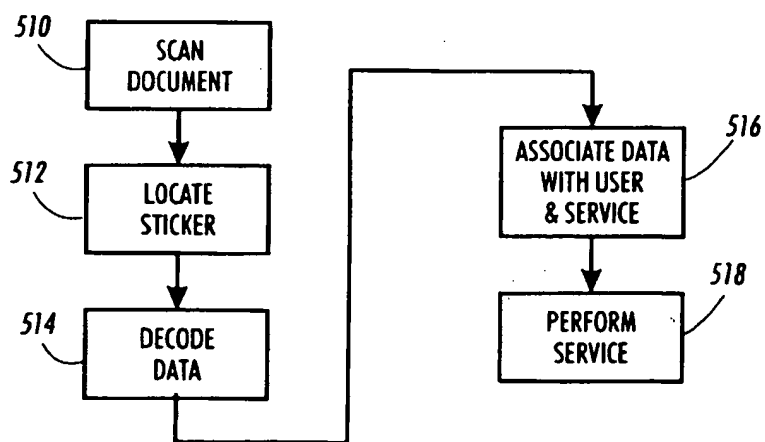 510
SCAN
DOCUMENT
512
LOCATE
STICKER
514
DECODE
DATA
516
ASSOCIATE DATA
WITH USER
& SERVICE
518
PERFORM
SERVICE